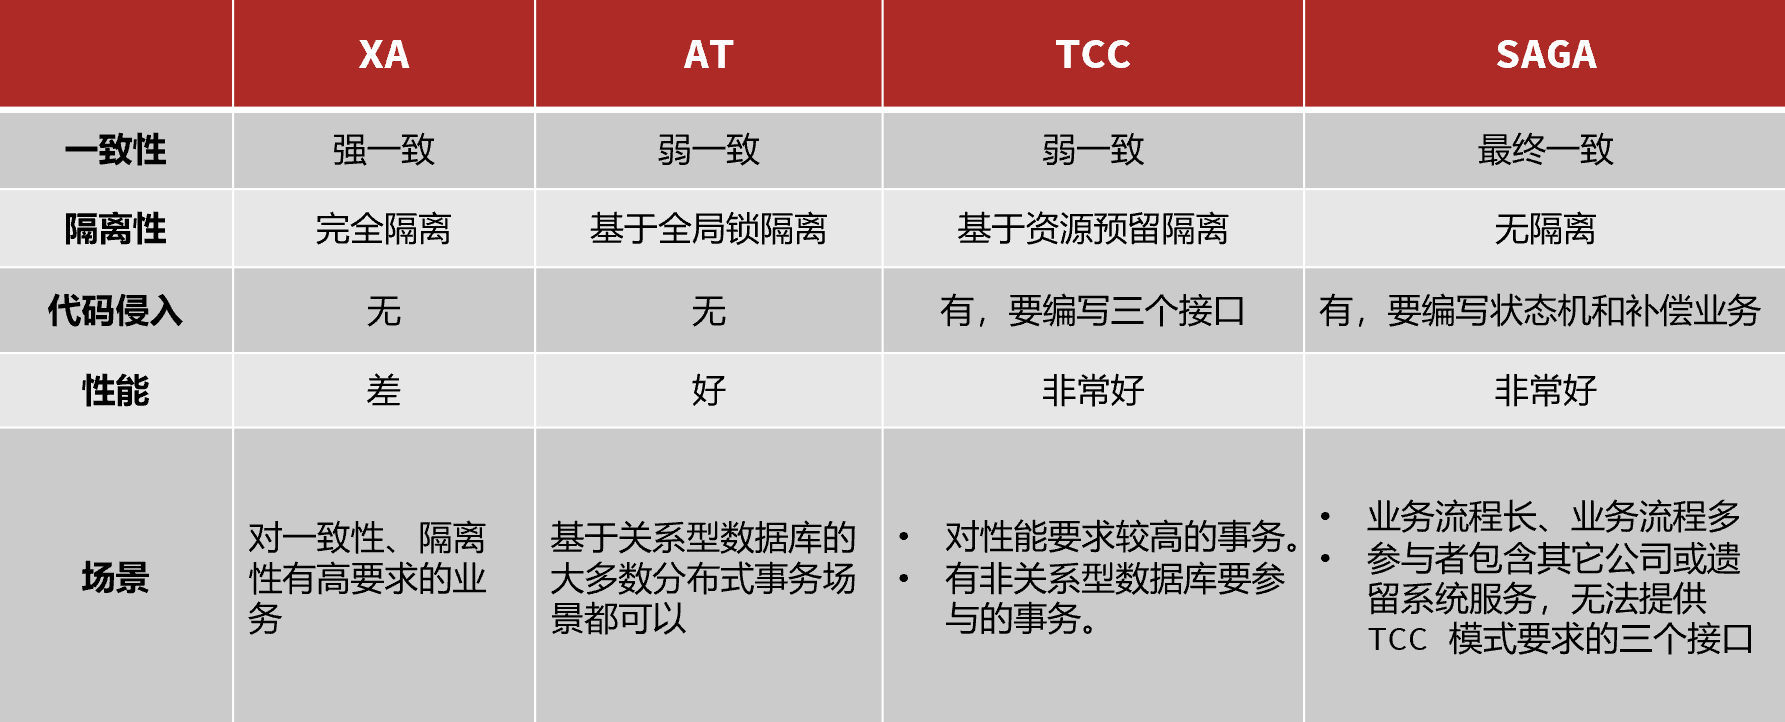 XA
AT
TCC
SAGA
一致性
强一致
弱一致
弱一致
最终一致
隔离性
完全隔离
基于全局锁隔离
基于资源预留隔离
无隔离
代码侵入
无
无
有，要编写三个接口
有，要编写状态机和补偿业务
性能
差
好
非常好
非常好
场景
对一致性、隔离
性有高要求的业
务
基于关系型数据库的
大多数分布式事务场
景都可以
• 对性能要求较高的事务。
• 有非关系型数据库要参
与的事务。
• 业务流程长、业务流程多
• 参与者包含其它公司或遗
留系统服务，无法提供
TCC 模式要求的三个接口